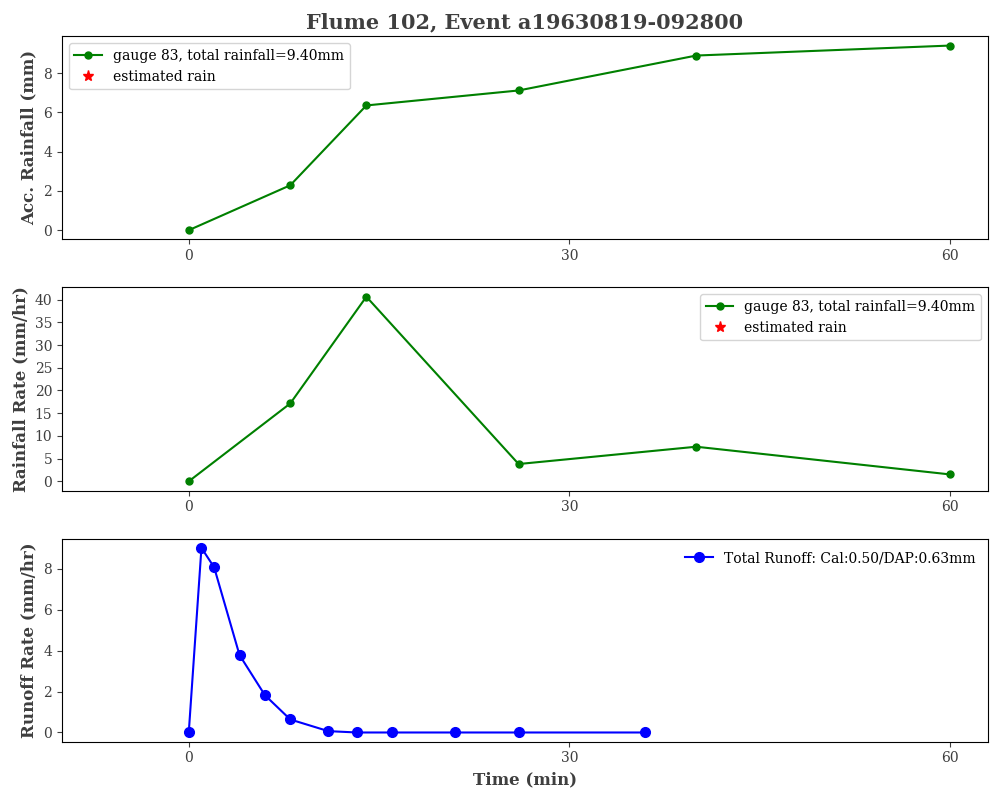 Flume 102, Event a19630819-092800
Acc. Rainfall (mm)
8
6
4
2
0
gauge 83, total rainfall=9.40mm
estimated rain
0 30 60
Rainfall Rate (mm/hr)
40
35
30
25
20
15
10
5
0
gauge 83, total rainfall=9.40mm
estimated rain
0 30 60
Runoff Rate (mm/hr)
8
6
4
2
0
Total Runoff: Cal:0.50/DAP:0.63mm
0 30 60
Time (min)